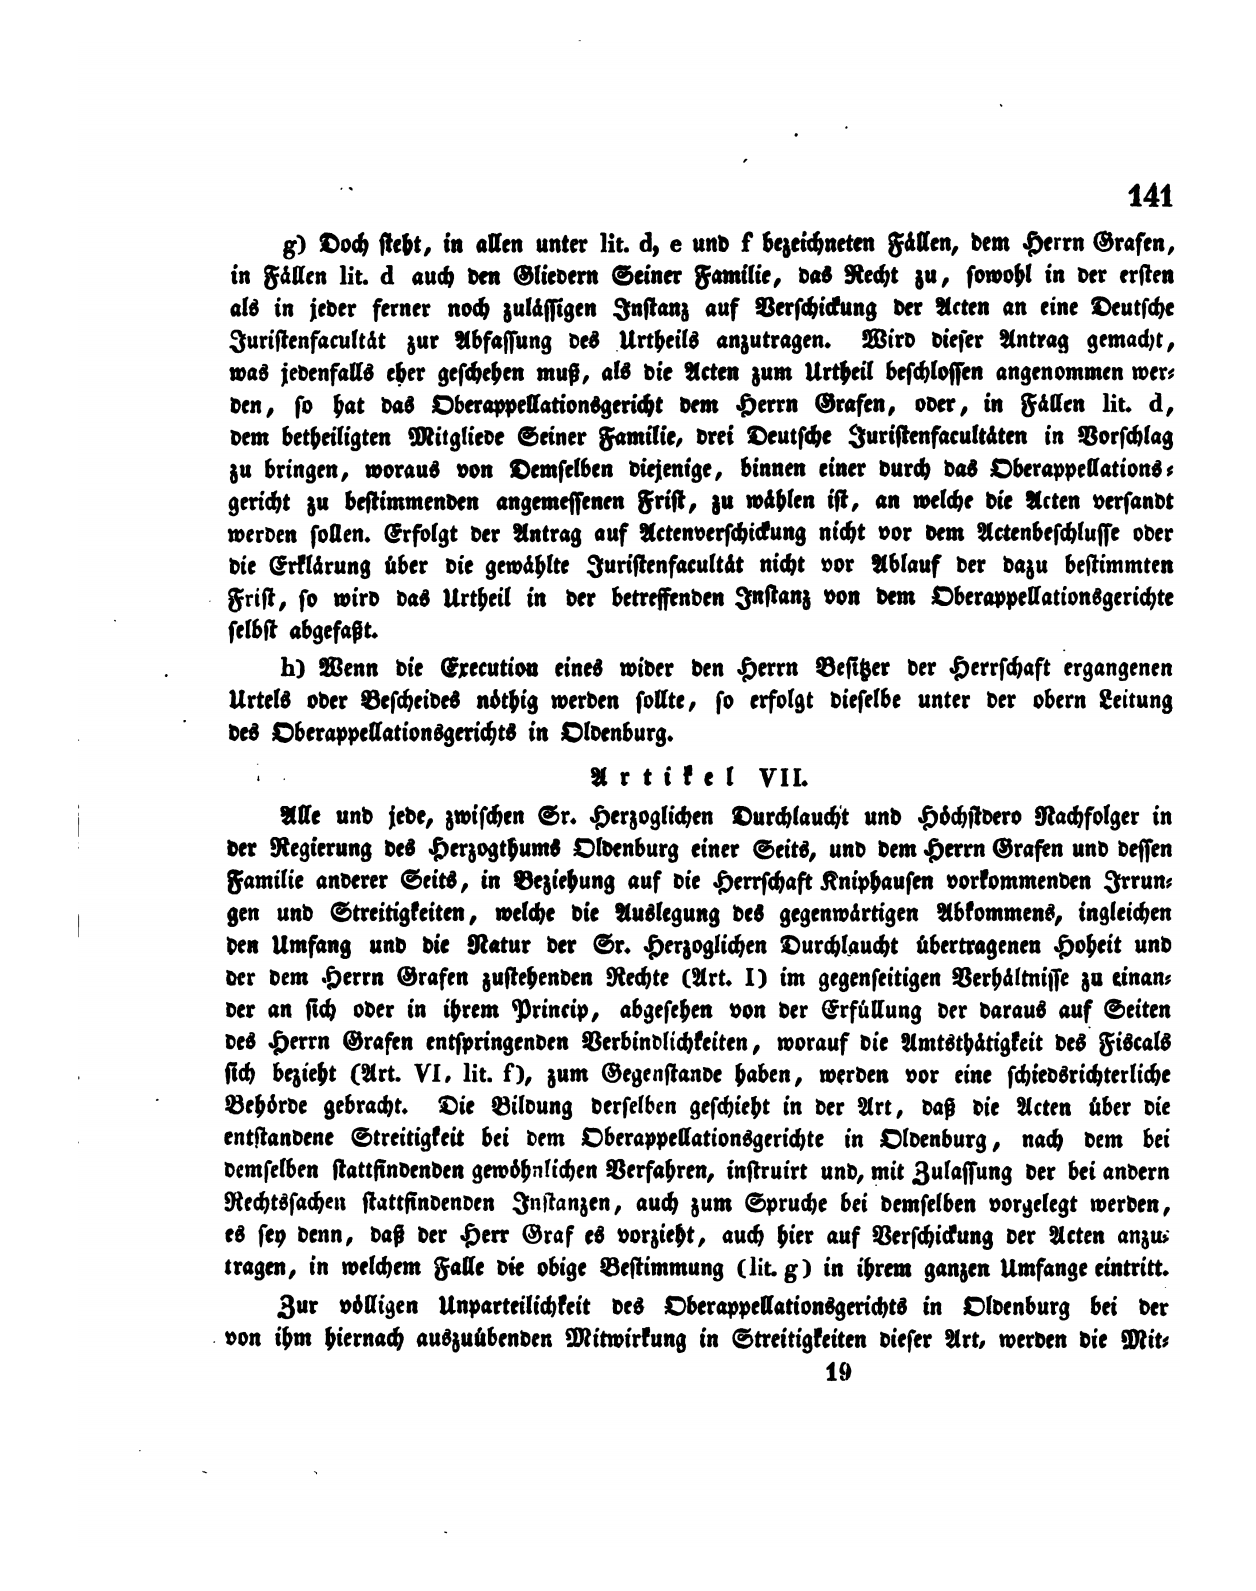 141
g) Doch steht, in allen unter lit. d, e und f bezeichneten Fällen, dem Herrn Grafen,
in Fällen lit. d auch den Gliedern Seiner Familie, das Recht zu, sowohl in der ersten
als in jeder ferner noch zulässigen Instanz auf Verschickung der Acten an eine Deutsche
Juristenfacultät zur Abfassung des Urtheils anzutragen. Wird dieser Antrag gemacht,
was jedenfalls eher geschehen muß, als die Acten zum Urtheil beschlossen angenommen wer⸗
den, so hat das Oberappellationsgericht dem Herrn Grafen, oder, in Fällen lit. d,
dem betheiligten Mitgliede Seiner Familie, drei Deutsche Juristenfacultäten in Vorschlag
zu bringen, woraus von Demselben diejenige, binnen einer durch das Oberappellations⸗
gericht zu bestimmenden angemessenen Frist, zu wählen ist, an welche die Acten versandt
werden sollen. Erfolgt der Antrag auf Actenverschickung nicht vor dem Actenbeschlusse oder
die Erklärung über die gewählte Juristenfacultät nicht vor Ablauf der dazu bestimmten
Frist, so wird das Urtheil in der betreffenden Instanz von dem Oberappellationsgerichte
selbst abgefaßt.
h) Wenn die Execution eines wider den Herrn Besitzer der Herrschaft ergangenen
Urtels oder Bescheides nöthig werden sollte, so erfolgt dieselbe unter der obern Leitung
des Oberappellationsgerichts in Oldenburg.
Artikel VII.
Alle und jede, zwischen Sr. Herzoglichen Durchlaucht und Höchstdero Nachfolger in
der Regierung des Herzogthums Oldenburg einer Seits, und dem Herrn Grafen und dessen
Familie anderer Seits, in Beziehung auf die Herrschaft Kniphausen vorkommenden Irrun⸗
gen und Streitigkeiten, welche die Auslegung des gegenwärtigen Abkommens, ingleichen
den Umfang und die Natur der Sr. Herzoglichen Durchlaucht übertragenen Hoheit und
der dem Herrn Grafen zustehenden Rechte (Art. I) im gegenseitigen Verhältnisse zu einan⸗
der an sich oder in ihrem Princip, abgesehen von der Erfüllung der daraus auf Seiten
des Herrn Grafen entspringenden Verbindlichkeiten, worauf die Amtsthätigkeit des Fiscals
sich bezieht (Art. VI, lit. f), zum Gegenstande haben, werden vor eine schiedsrichterliche
Behörde gebracht. Die Bildung derselben geschieht in der Art, daß die Acten über die
entstandene Streitigkeit bei dem Oberappellationsgerichte in Oldenburg, nach dem bei
demselben stattfindenden gewöhnlichen Verfahren, instruirt und, mit Zulassung der bei andern
Rechtssachen stattfindenden Instanzen, auch zum Spruche bei demselben vorgelegt werden,
es sey denn, daß der Herr Graf es vorzieht, auch hier auf Verschickung der Acten anzu⸗
tragen, in welchem Falle die obige Bestimmung (lit. g) in ihrem ganzen Umfange eintritt.
Zur völligen Unparteilichkeit des Oberappellationsgerichts in Oldenburg bei der
von ihm hiernach auszuübenden Mitwirkung in Streitigkeiten dieser Art, werden die Mit⸗
19